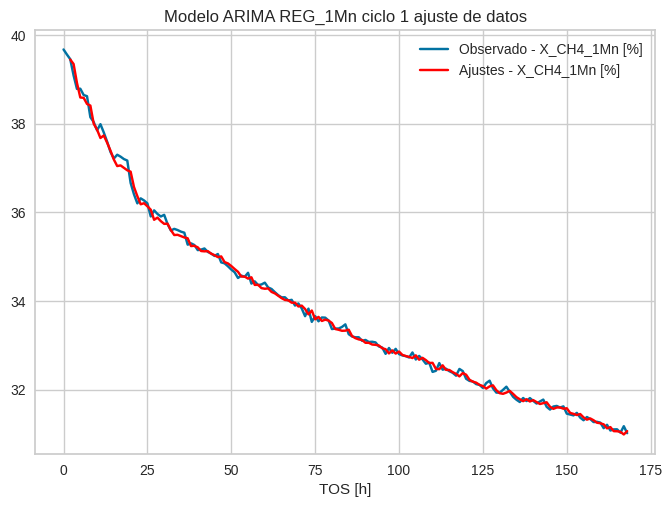 Modelo ARIMA REG_1Mn ciclo 1 ajuste de datos
Observado - X_CH4_1Mn [%]
Ajustes - X_CH4_1Mn [%]
40
38
36
34
32
0 25 50 75 100 125 150 175
TOS [h]